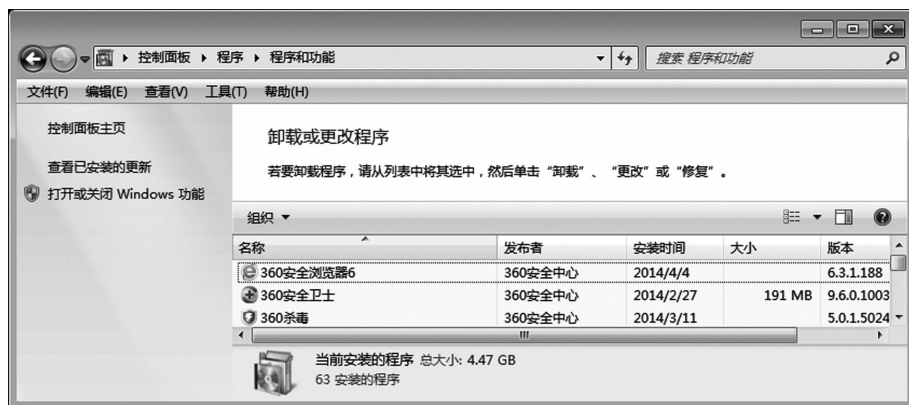 控制面板 程序 程序和功能
搜索 程序和功能
文件(F) 编辑(E) 查看(V) 工具(T) 帮助(H)
控制面板主页
查看已安装的更新
打开或关闭 Windows 功能
卸载或更改程序
若要卸载程序，请从列表中将其选中，然后单击“卸载”、“更改”或“修复”。
组织
名称 发布者 安装时间 大小 版本
360安全浏览器6 360安全中心 2014/4/4 6.3.1.188
360安全卫士 360安全中心 2014/2/27 191 MB 9.6.0.1003
360杀毒 360安全中心 2014/3/11 5.0.1.5024
当前安装的程序 总大小: 4.47 GB
63 安装的程序